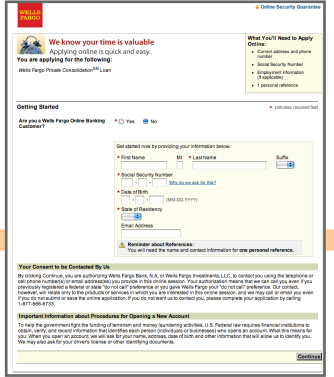 WELLS
FARGO
Online Security Guarantee
We know your time is valuable
Applying online is quick and easy.
You are applying for the following:
Wells Fargo Private Consolidation℠ Loan
What You'll Need to Apply Online:
Current address and phone number
Social Security Number
Employment information (if applicable)
1 personal reference
Getting Started
* Indicates required field
Are you a Wells Fargo Online Banking Customer?
* Yes No
Get started now by providing your information below.
* First Name MI * Last Name Suffix
* Social Security Number
- - Why do we ask for this?
* Date of Birth
- - (MM-DD-YYYY)
* State of Residency
Email Address
Reminder about References:
You will need the name and contact information for one personal reference.
Your Consent to be Contacted By Us
By clicking Continue, you are authorizing Wells Fargo Bank, N.A. or Wells Fargo Investments, LLC, to contact you using the telephone or
cell phone number(s) or email address(es) you provide in this online session. Your authorization means that we can call you even if you
previously registered a federal or state "do not call" preference or you gave Wells Fargo your "do not call" preference. Our contact,
however, will relate only to the products or services in which you are interested in this online session, and we may call or email you even
if you do not submit or save the online application. If you do not want us to contact you, please complete your application by calling
1-877-566-6733.
Important Information about Procedures for Opening a New Account
To help the government fight the funding of terrorism and money laundering activities, U.S. Federal law requires financial institutions to
obtain, verify, and record information that identifies each person (individuals or businesses) who opens an account. What this means for
you: When you open an account, we will ask for your name, address, date of birth and other information that will allow us to identify you.
We may also ask for your driver's license or other identifying documents.
Continue